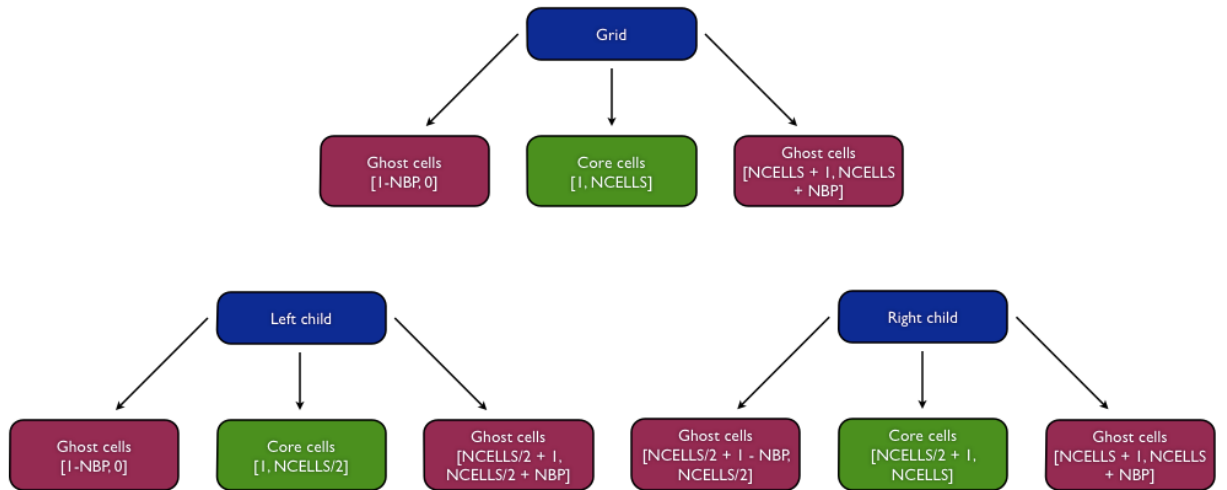 Grid
Ghost cells
[1-NBP, 0]
Core cells
[1, NCELLS]
Ghost cells
[NCELLS + 1, NCELLS
+ NBP]
Left child
Right child
Ghost cells
[1-NBP, 0]
Core cells
[1, NCELLS/2]
Ghost cells
[NCELLS/2 + 1,
NCELLS/2 + NBP]
Ghost cells
[NCELLS/2 + 1 - NBP,
NCELLS/2]
Core cells
[NCELLS/2 + 1,
NCELLS]
Ghost cells
[NCELLS + 1, NCELLS
+ NBP]